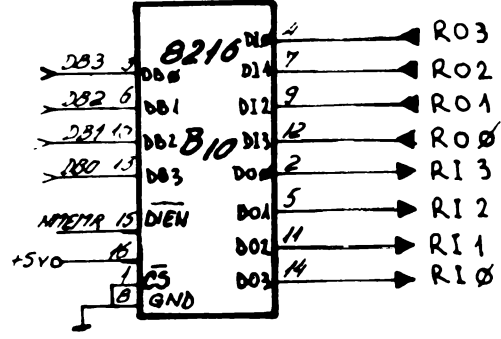 8216
B10
DB3 3 DB0 DI0 4 RO3
DI1 7 RO2
DB2 6 DB1 DI2 9 RO1
DB1 10 DB2 DI3 12 RO0
DB0 13 DB3 DO0 2 RI3
15 DIEN DO1 5 RI2
+5V 16 DO2 11 RI1
1 CS DO3 14 RI0
8 GND